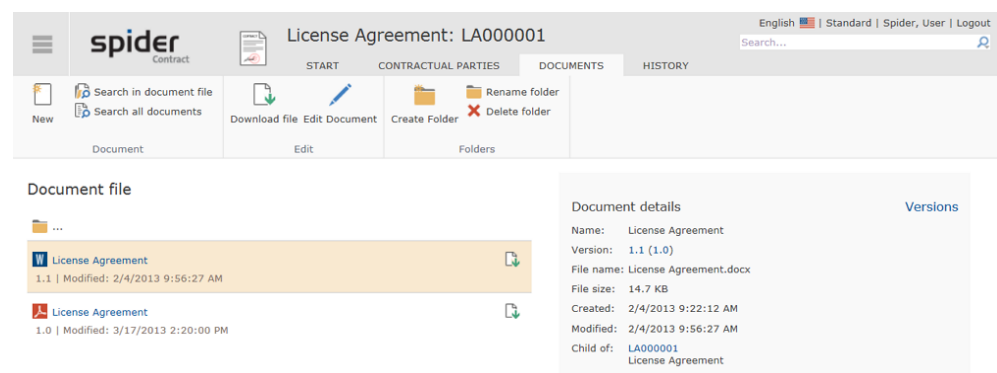 English | Standard | Spider, User | Logout
spider
Contract
License Agreement: LA000001
Search...
START CONTRACTUAL PARTIES DOCUMENTS HISTORY
New
Search in document file
Search all documents
Document
Download file Edit Document
Edit
Create Folder
Rename folder
Delete folder
Folders
Document file
...
License Agreement
1.1 | Modified: 2/4/2013 9:56:27 AM
License Agreement
1.0 | Modified: 3/17/2013 2:20:00 PM
Document details Versions
Name: License Agreement
Version: 1.1 (1.0)
File name: License Agreement.docx
File size: 14.7 KB
Created: 2/4/2013 9:22:12 AM
Modified: 2/4/2013 9:56:27 AM
Child of: LA000001
License Agreement